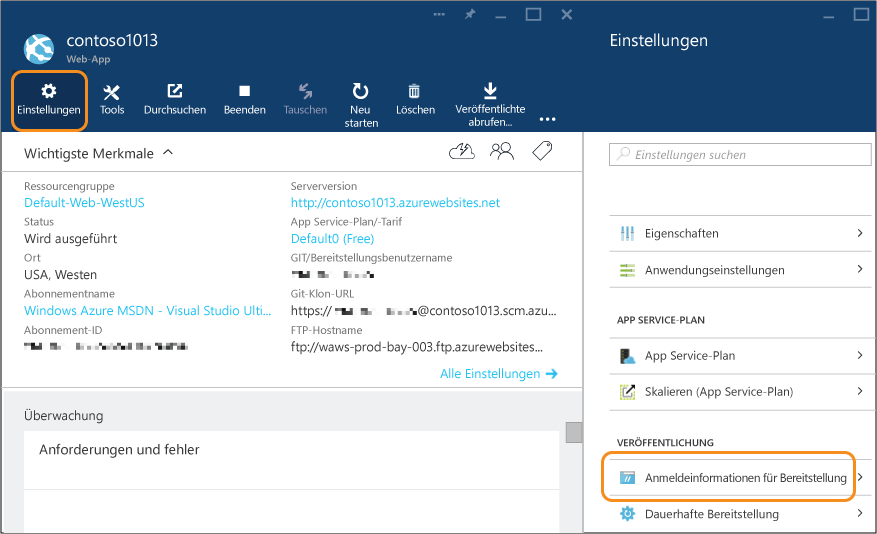 contoso1013
Web-App
Einstellungen
Tools
Durchsuchen
Beenden
Tauschen
Neu
starten
Löschen
Veröffentlichte
abrufen...
Wichtigste Merkmale
Ressourcengruppe
Default-Web-WestUS
Status
Wird ausgeführt
Ort
USA, Westen
Abonnementname
Windows Azure MSDN - Visual Studio Ulti...
Abonnement-ID
Serverversion
http://contoso1013.azurewebsites.net
App Service-Plan/-Tarif
Default0 (Free)
GIT/Bereitstellungsbenutzername
Git-Klon-URL
https:// @contoso1013.scm.azu...
FTP-Hostname
ftp://waws-prod-bay-003.ftp.azurewebsites...
Alle Einstellungen
Überwachung
Anforderungen und fehler
Einstellungen
Einstellungen suchen
Eigenschaften
Anwendungseinstellungen
APP SERVICE-PLAN
App Service-Plan
Skalieren (App Service-Plan)
VERÖFFENTLICHUNG
Anmeldeinformationen für Bereitstellung
Dauerhafte Bereitstellung